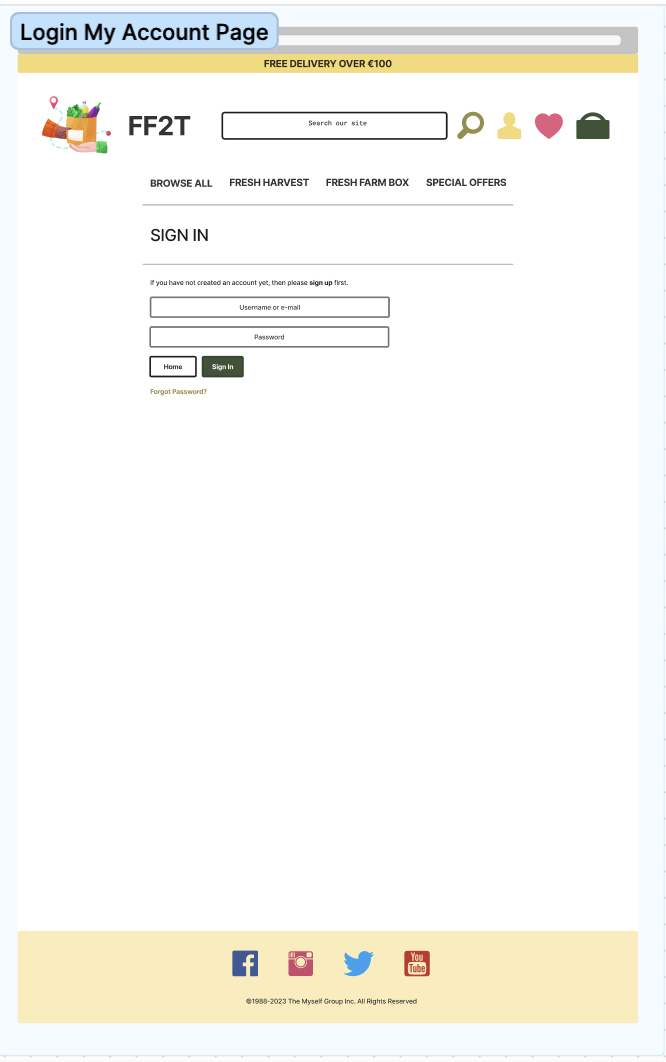 Login My Account Page
FREE DELIVERY OVER €100
FF2T
Search our site
BROWSE ALL FRESH HARVEST FRESH FARM BOX SPECIAL OFFERS
SIGN IN
If you have not created an account yet, then please sign up first.
Username or e-mail
Password
Home Sign In
Forgot Password?
You
Tube
©1988-2023 The Myself Group Inc. All Rights Reserved